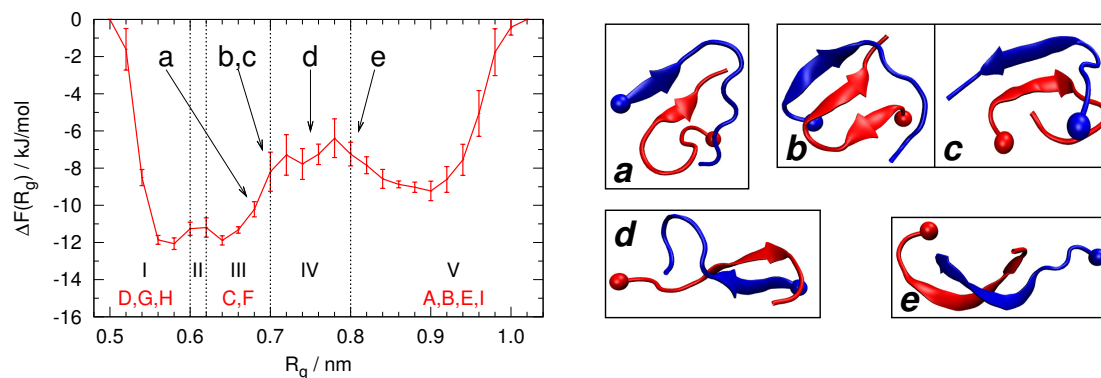 0
-2
-4
-6
-8
-10
-12
-14
-16
ΔF(Rg) / kJ/mol
a
b,c
d
e
I
II
III
IV
V
D,G,H
C,F
A,B,E,I
0.5
0.6
0.7
0.8
0.9
1.0
Rg / nm
a
b
c
d
e